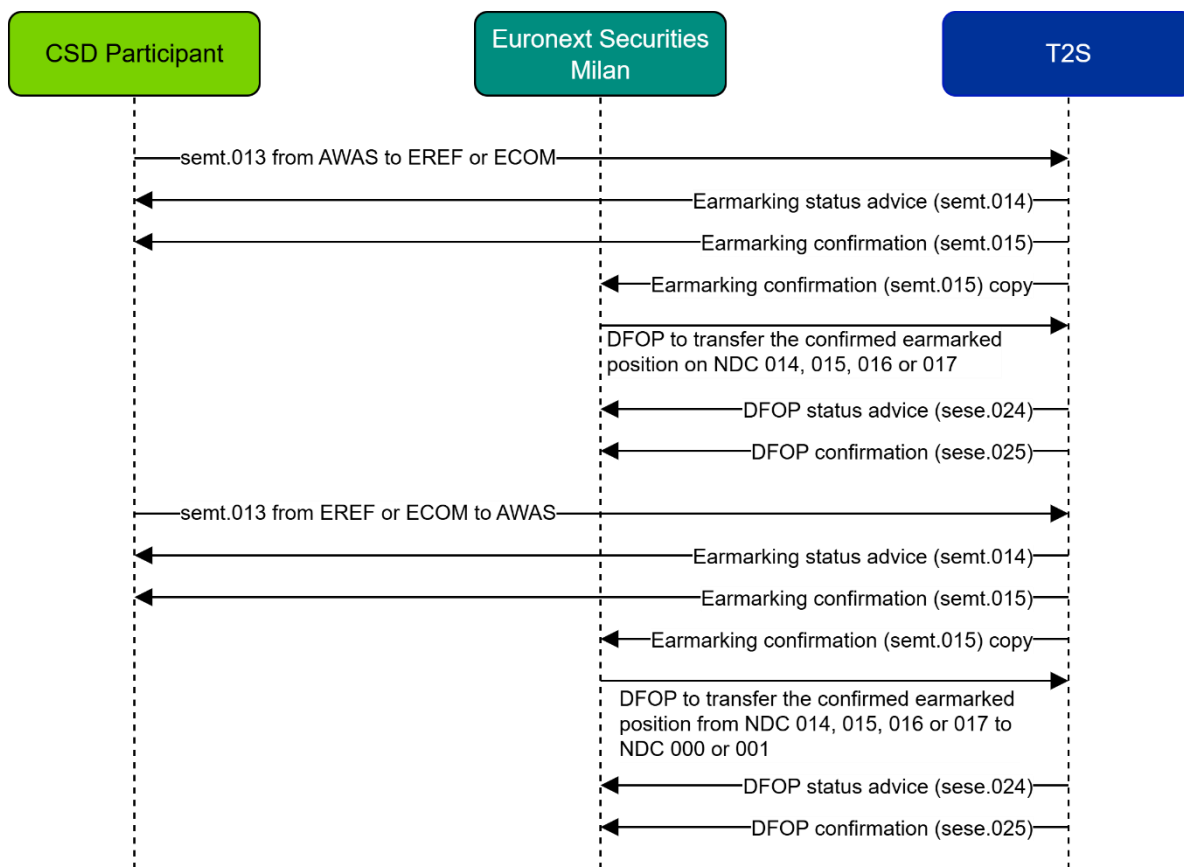 CSD Participant
Euronext Securities
Milan
T2S
semt.013 from AWAS to EREF or ECOM
Earmarking status advice (semt.014)
Earmarking confirmation (semt.015)
Earmarking confirmation (semt.015) copy
DFOP to transfer the confirmed earmarked
position on NDC 014, 015, 016 or 017
DFOP status advice (sese.024)
DFOP confirmation (sese.025)
semt.013 from EREF or ECOM to AWAS
Earmarking status advice (semt.014)
Earmarking confirmation (semt.015)
Earmarking confirmation (semt.015) copy
DFOP to transfer the confirmed earmarked
position from NDC 014, 015, 016 or 017 to
NDC 000 or 001
DFOP status advice (sese.024)
DFOP confirmation (sese.025)